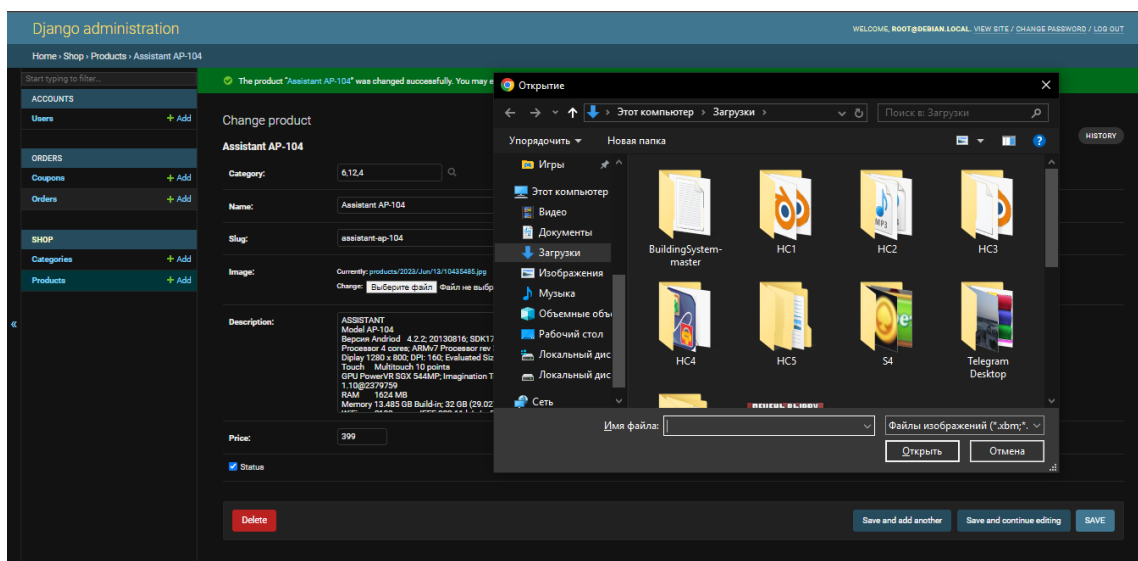 Django administration
WELCOME, ROOT@DEBIAN.LOCAL. VIEW SITE / CHANGE PASSWORD / LOG OUT
Home › Shop › Products › Assistant AP-104
Start typing to filter...
ACCOUNTS
Users + Add
ORDERS
Coupons + Add
Orders + Add
SHOP
Categories + Add
Products + Add
«
The product “Assistant AP-104” was changed successfully. You may e
Change product
HISTORY
Assistant AP-104
Category: 6,12,4
Name: Assistant AP-104
Slug: assistant-ap-104
Image: Currently: products/2023/Jun/13/10435485.jpg
Change: Выберите файл Файл не выбр
Description: ASSISTANT
Model AP-104
Версия Andriod 4.2.2; 20130816; SDK17
Processor 4 cores; ARMv7 Processor rev
Diplay 1280 x 800; DPI: 160; Evaluated Siz
Touch Multitouch 10 points
GPU PowerVR SGX 544MP; Imagination T
1.10@2379759
RAM 1624 MB
Memory 13.485 GB Build-in; 32 GB (29.02
Price: 399
Status
Delete
Save and add another
Save and continue editing
SAVE
Открытие
Этот компьютер › Загрузки ›
Поиск в: Загрузки
Упорядочить
Новая папка
Игры
Этот компьютер
Видео
Документы
Загрузки
Изображения
Музыка
Объемные объ
Рабочий стол
Локальный дис
Локальный дис
Сеть
BuildingSystem-
master
HC1
MP3
HC2
HC3
HC4
HC5
S4
Telegram
Desktop
Имя файла:
Файлы изображений (*.xbm;*.
Открыть
Отмена